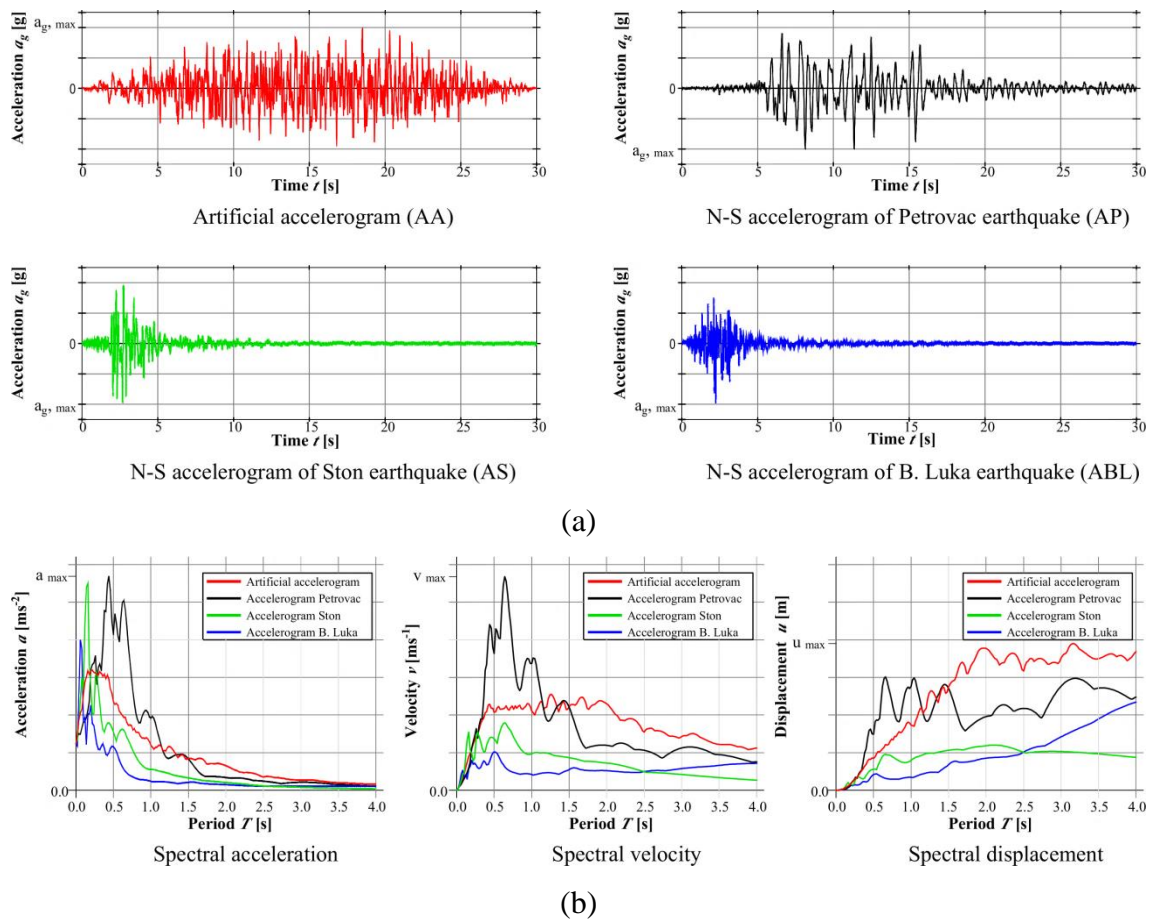 a_g, max
Acceleration a_g [g]
0
0 5 10 15 20 25 30
Time t [s]
Artificial accelerogram (AA)
Acceleration a_g [g]
0
a_g, max
0 5 10 15 20 25 30
Time t [s]
N-S accelerogram of Petrovac earthquake (AP)
Acceleration a_g [g]
0
a_g, max
0 5 10 15 20 25 30
Time t [s]
N-S accelerogram of Ston earthquake (AS)
Acceleration a_g [g]
0
a_g, max
0 5 10 15 20 25 30
Time t [s]
N-S accelerogram of B. Luka earthquake (ABL)
(a)
a max
Acceleration a [ms⁻²]
0.0
Artificial accelerogram
Accelerogram Petrovac
Accelerogram Ston
Accelerogram B. Luka
0.0 0.5 1.0 1.5 2.0 2.5 3.0 3.5 4.0
Period T [s]
Spectral acceleration
v max
Velocity v [ms⁻¹]
0.0
Artificial accelerogram
Accelerogram Petrovac
Accelerogram Ston
Accelerogram B. Luka
0.0 0.5 1.0 1.5 2.0 2.5 3.0 3.5 4.0
Period T [s]
Spectral velocity
u max
Displacement u [m]
0.0
Artificial accelerogram
Accelerogram Petrovac
Accelerogram Ston
Accelerogram B. Luka
0.0 0.5 1.0 1.5 2.0 2.5 3.0 3.5 4.0
Period T [s]
Spectral displacement
(b)